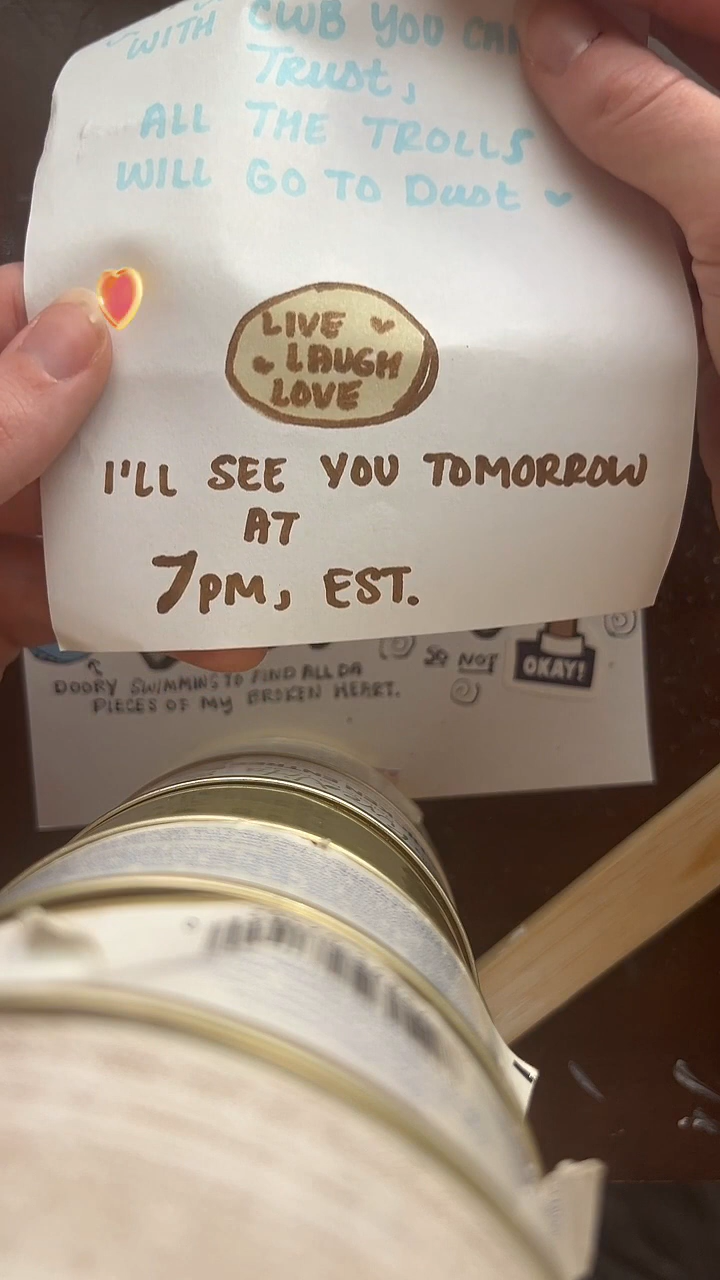 WITH CWB YOU CAN
TRUST,
ALL THE TROLLS
WILL GO TO DUST
LIVE
LAUGH
LOVE
I'LL SEE YOU TOMORROW
AT
7PM, EST.
SO NOT
OKAY!
DOORY SWIMMING TO FIND ALL DA
PIECES OF MY BROKEN HEART.